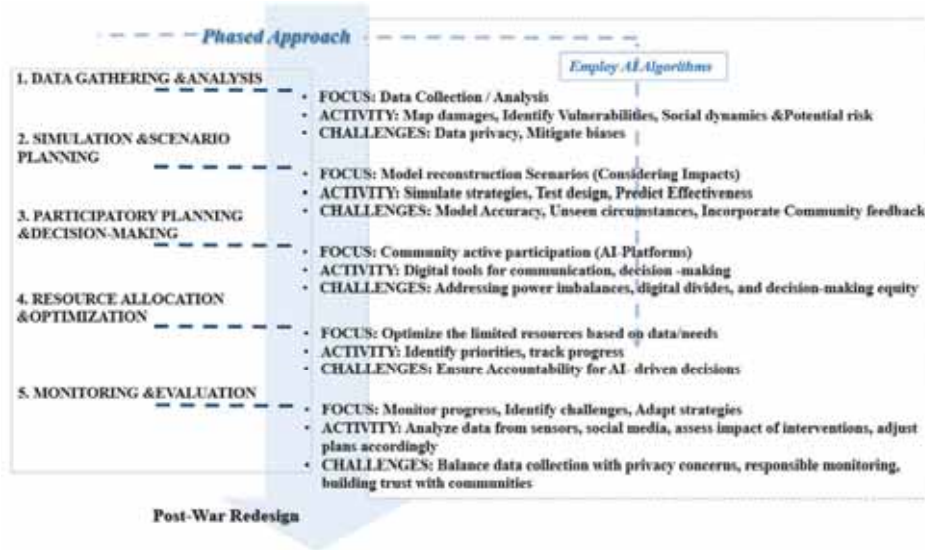 Phased Approach
Employ AI Algorithms
1. DATA GATHERING &ANALYSIS
• FOCUS: Data Collection / Analysis
• ACTIVITY: Map damages, Identify Vulnerabilities, Social dynamics &Potential risk
• CHALLENGES: Data privacy, Mitigate biases
2. SIMULATION &SCENARIO
PLANNING
• FOCUS: Model reconstruction Scenarios (Considering Impacts)
• ACTIVITY: Simulate strategies, Test design, Predict Effectiveness
• CHALLENGES: Model Accuracy, Unseen circumstances, Incorporate Community feedback
3. PARTICIPATORY PLANNING
&DECISION-MAKING
• FOCUS: Community active participation (AI-Platforms)
• ACTIVITY: Digital tools for communication, decision -making
• CHALLENGES: Addressing power imbalances, digital divides, and decision-making equity
4. RESOURCE ALLOCATION
&OPTIMIZATION
• FOCUS: Optimize the limited resources based on data/needs
• ACTIVITY: Identify priorities, track progress
• CHALLENGES: Ensure Accountability for AI- driven decisions
5. MONITORING &EVALUATION
• FOCUS: Monitor progress, Identify challenges, Adapt strategies
• ACTIVITY: Analyze data from sensors, social media, assess impact of interventions, adjust
plans accordingly
• CHALLENGES: Balance data collection with privacy concerns, responsible monitoring,
building trust with communities
Post-War Redesign